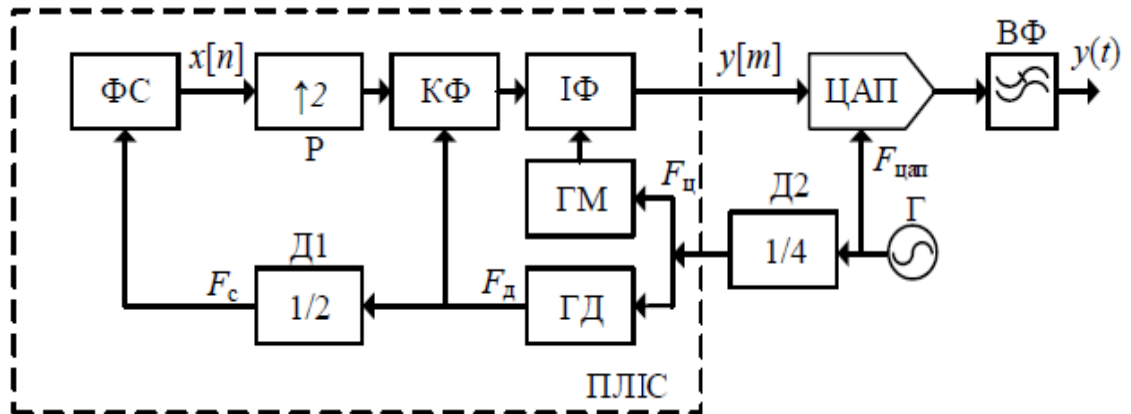 ВФ
x[n]
y[m]
y(t)
ФС
↑2
КФ
ІФ
ЦАП
Р
Fцап
Fц
ГМ
Д2
Г
1/4
Д1
Fс
1/2
Fд
ГД
ПЛІС